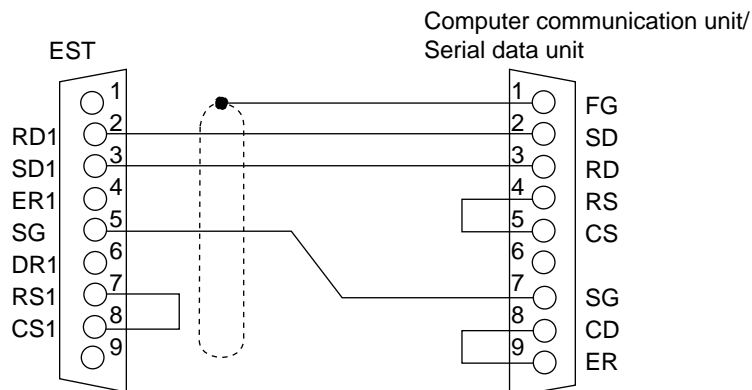 Computer communication unit/
Serial data unit
EST
1
RD1 2
SD1 3
ER1 4
SG 5
DR1 6
RS1 7
CS1 8
9
1 FG
2 SD
3 RD
4 RS
5 CS
6
7 SG
8 CD
9 ER